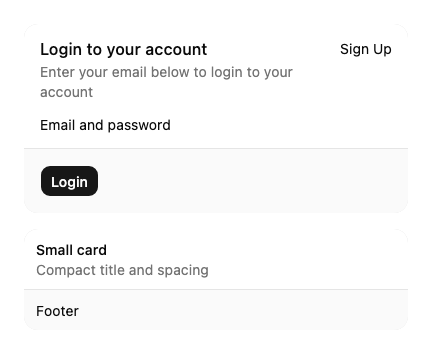 Login to your account
Sign Up
Enter your email below to login to your
account
Email and password
Login
Small card
Compact title and spacing
Footer